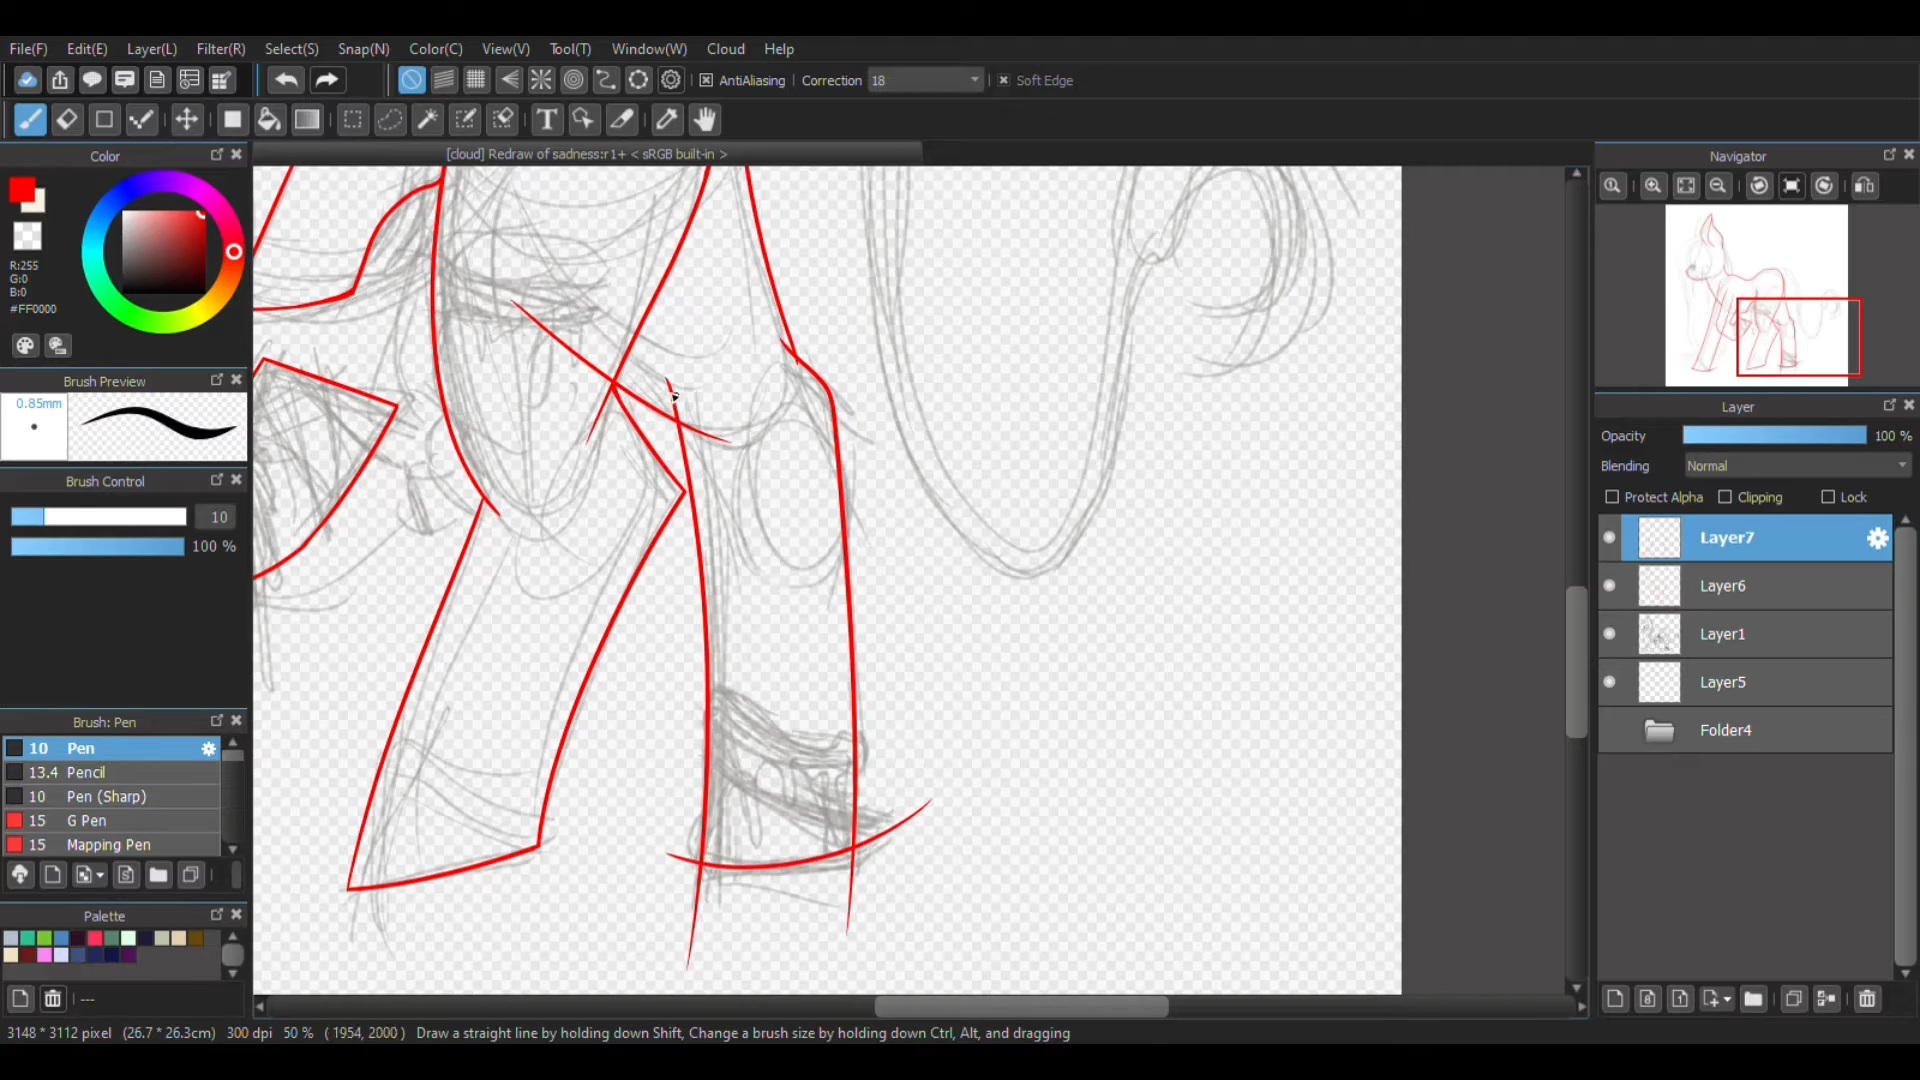 File(F) Edit(E) Layer(L) Filter(R) Select(S) Snap(N) Color(C) View(V) Tool(T) Window(W) Cloud Help
AntiAliasing Correction 18 Soft Edge
T
Color
[cloud] Redraw of sadness:r1+ < sRGB built-in >
Navigator
R:255
G:0
B:0
#FF0000
Brush Preview
0.85mm
Layer
Opacity 100 %
Blending Normal
Brush Control
Protect Alpha Clipping Lock
10
100 %
Layer7
Layer6
Layer1
Layer5
Folder4
Brush: Pen
10 Pen
13.4 Pencil
10 Pen (Sharp)
15 G Pen
15 Mapping Pen
S
Palette
---
8 1
3148 * 3112 pixel (26.7 * 26.3cm) 300 dpi 50 % ( 1954, 2000 ) Draw a straight line by holding down Shift, Change a brush size by holding down Ctrl, Alt, and dragging